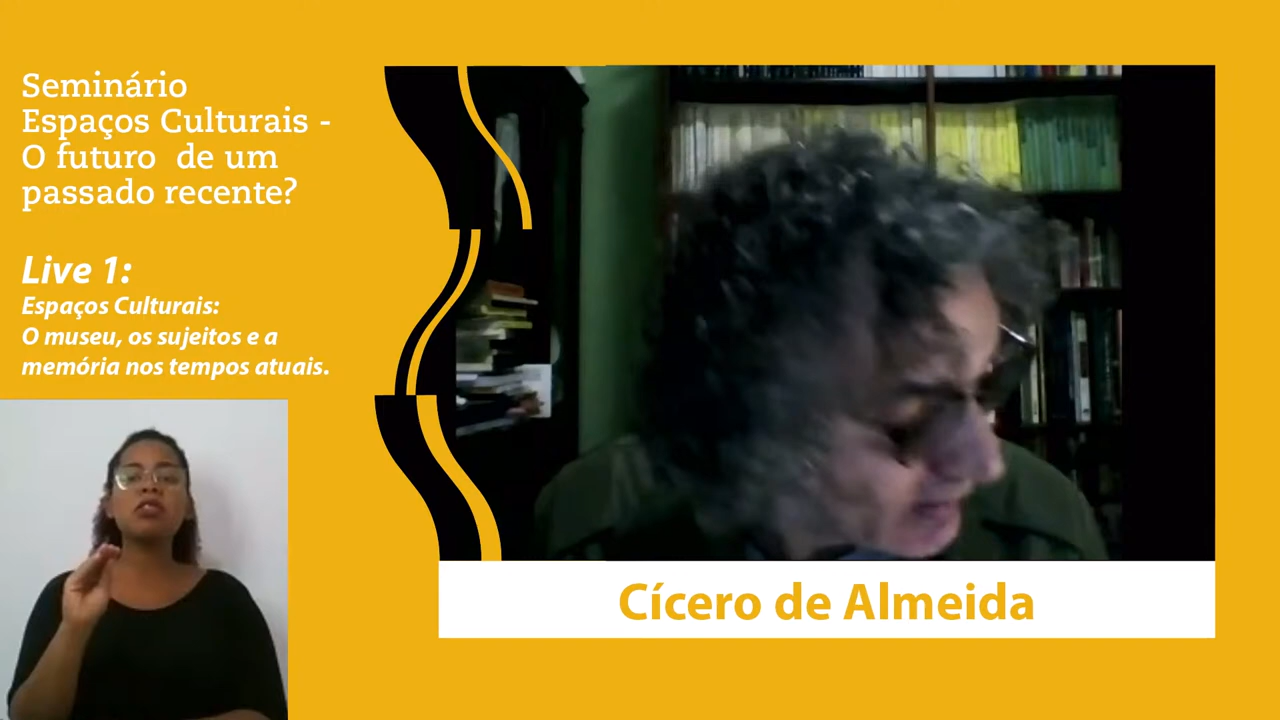 Seminário
Espaços Culturais -
O futuro de um
passado recente?
Live 1:
Espaços Culturais:
O museu, os sujeitos e a
memória nos tempos atuais.
Cícero de Almeida